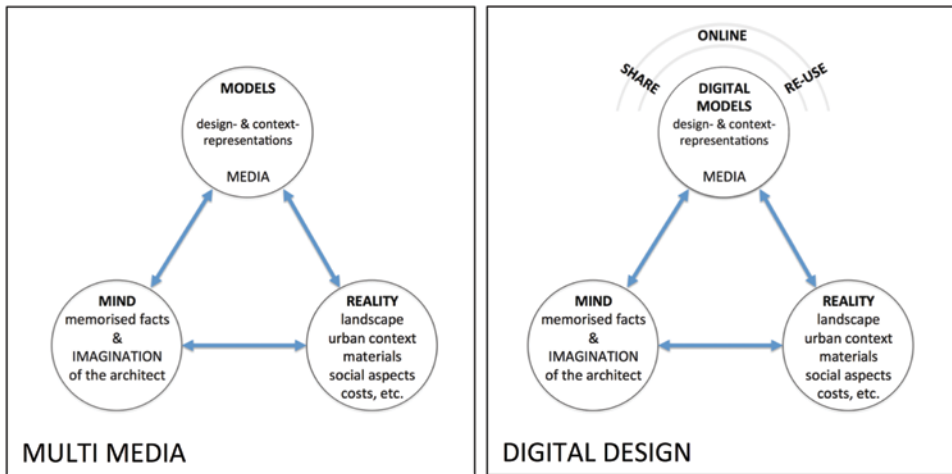 MODELS
design- & context-
representations
MEDIA
MIND
memorised facts
&
IMAGINATION
of the architect
REALITY
landscape
urban context
materials
social aspects
costs, etc.
MULTI MEDIA
ONLINE
SHARE
RE-USE
DIGITAL
MODELS
design- & context-
representations
MEDIA
MIND
memorised facts
&
IMAGINATION
of the architect
REALITY
landscape
urban context
materials
social aspects
costs, etc.
DIGITAL DESIGN